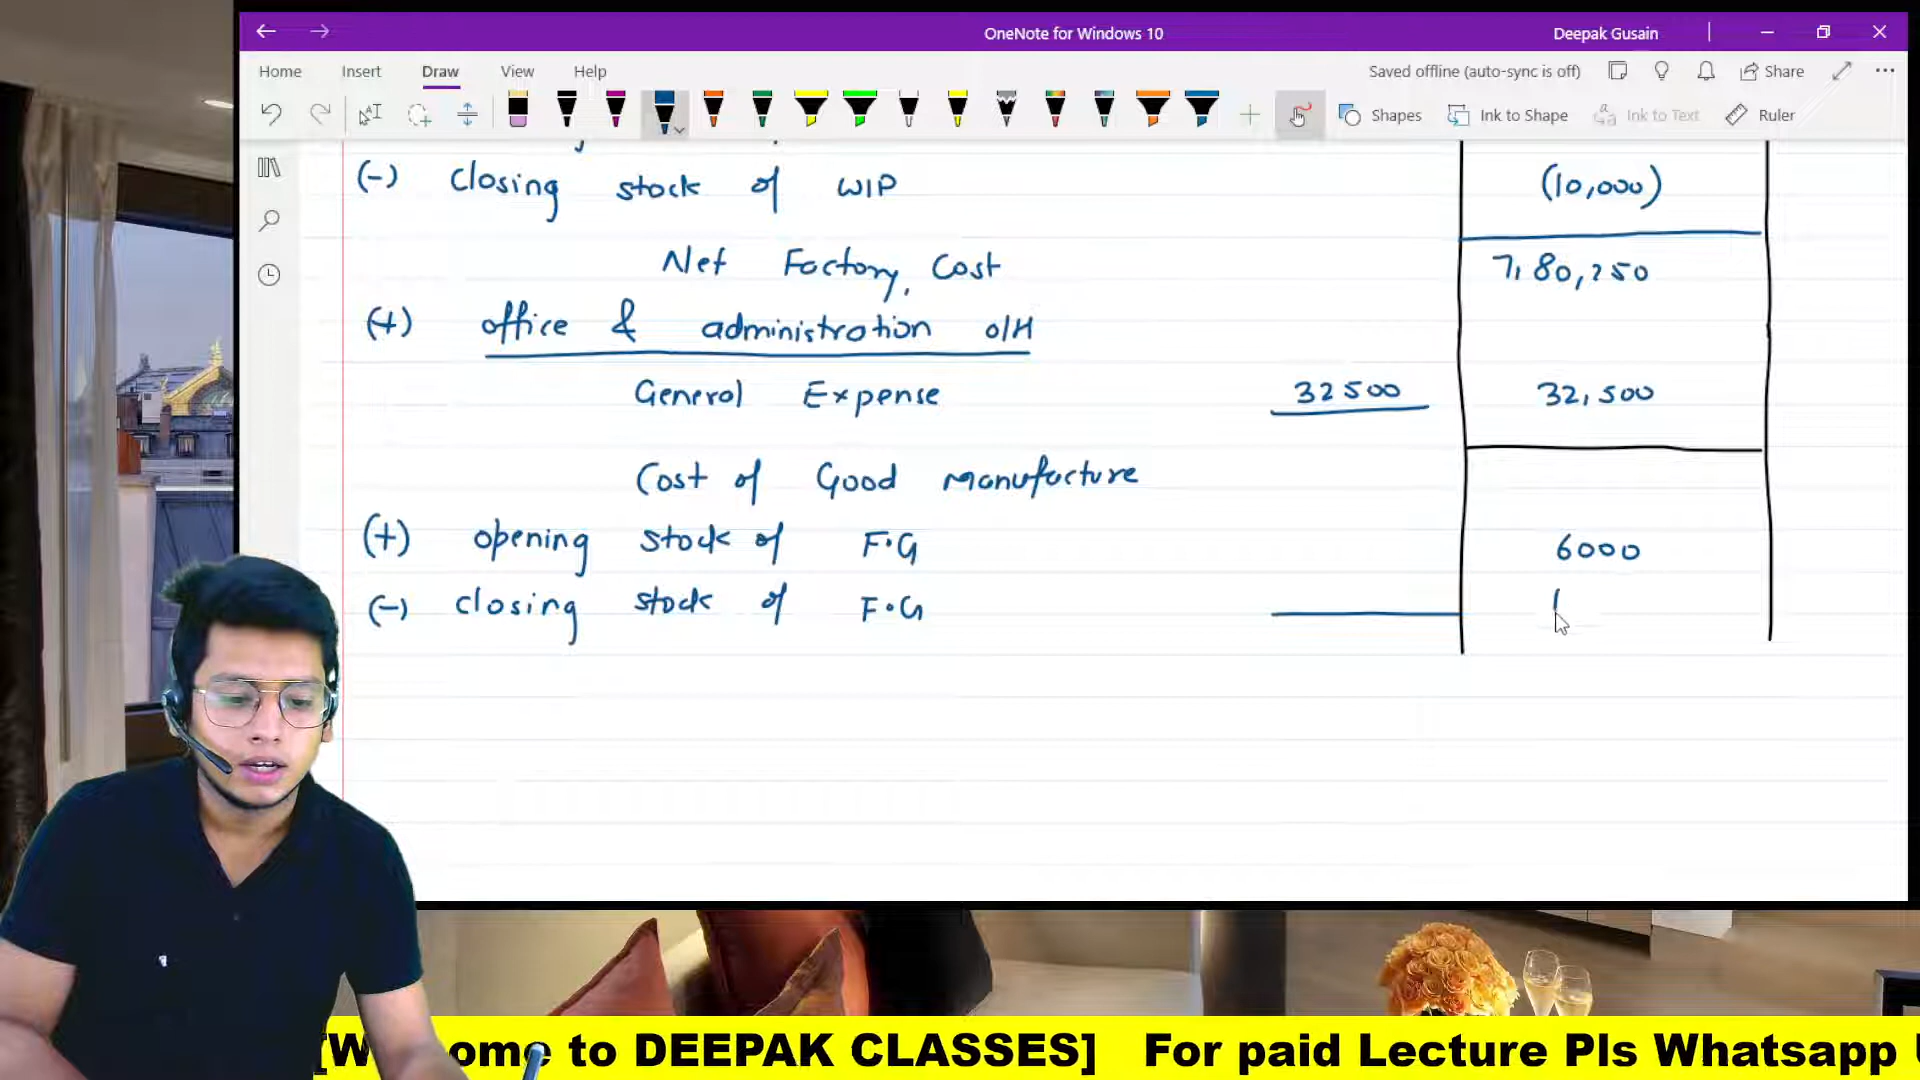 OneNote for Windows 10 Deepak Gusain
Home Insert Draw View Help Saved offline (auto-sync is off) Share
Shapes Ink to Shape Ink to Text Ruler
(-) closing stock of WIP (10,000)
Net Factory Cost 7,80,250
(+) office & administration o/H
General Expense 32500 32,500
Cost of Good manufacture
(+) opening stock of F.G 6000
(-) closing stock of F.G (
[We ome to DEEPAK CLASSES] For paid Lecture Pls Whatsapp